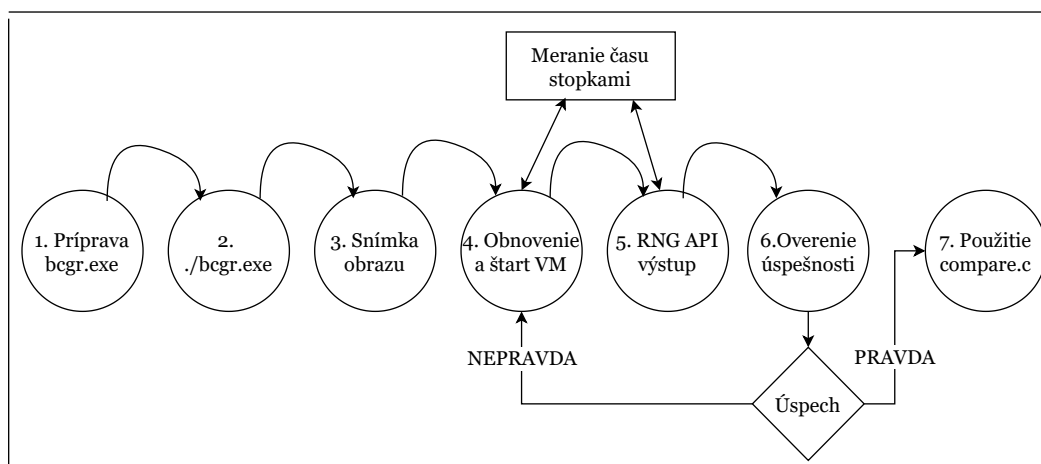 Meranie času
stopkami
1. Príprava
bcgr.exe
2.
./bcgr.exe
3. Snímka
obrazu
4. Obnovenie
a štart VM
5. RNG API
výstup
6.Overenie
úspešnosti
7. Použitie
compare.c
NEPRAVDA
PRAVDA
Úspech